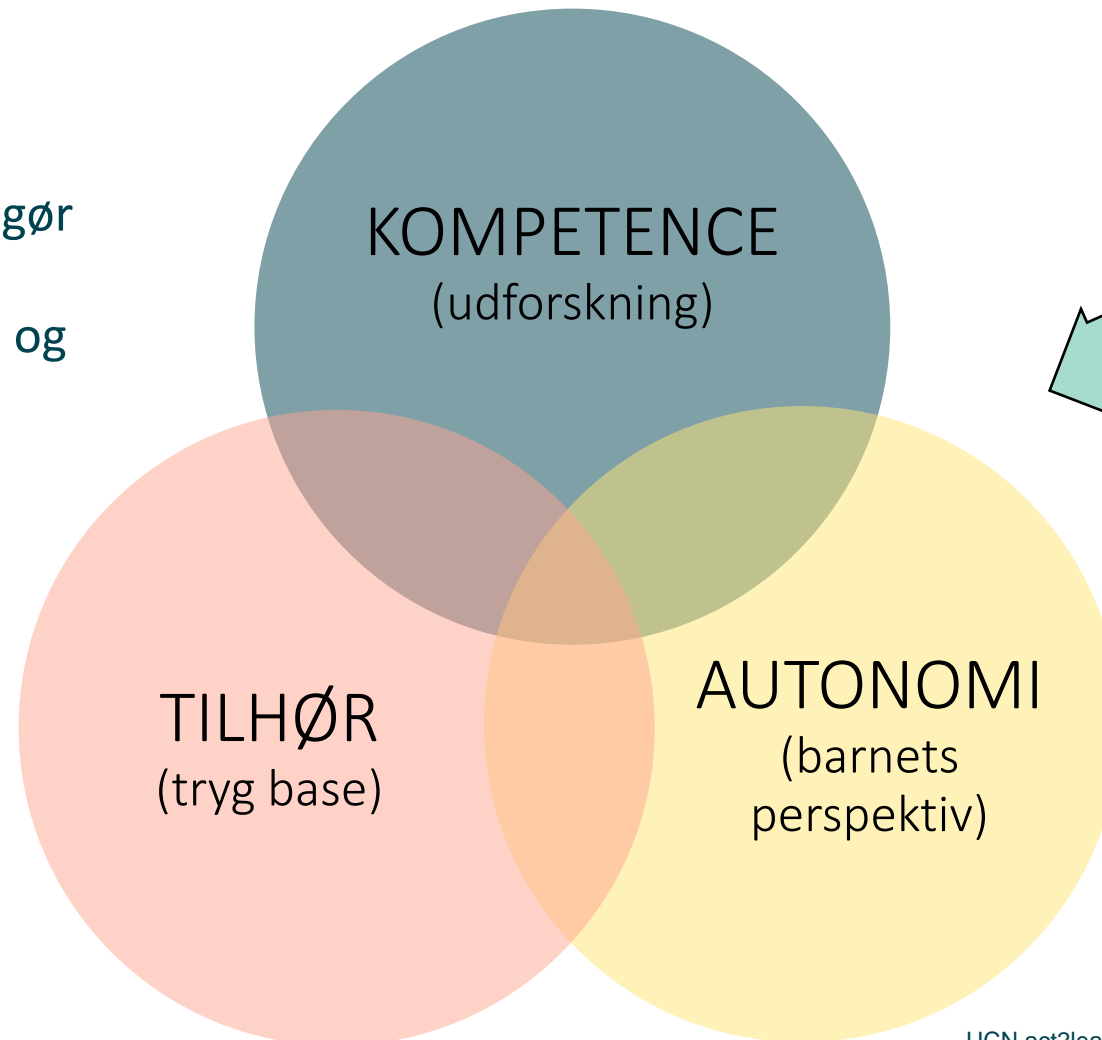 gør
og
KOMPETENCE
(udforskning)
TILHØR
(tryg base)
AUTONOMI
(barnets
perspektiv)